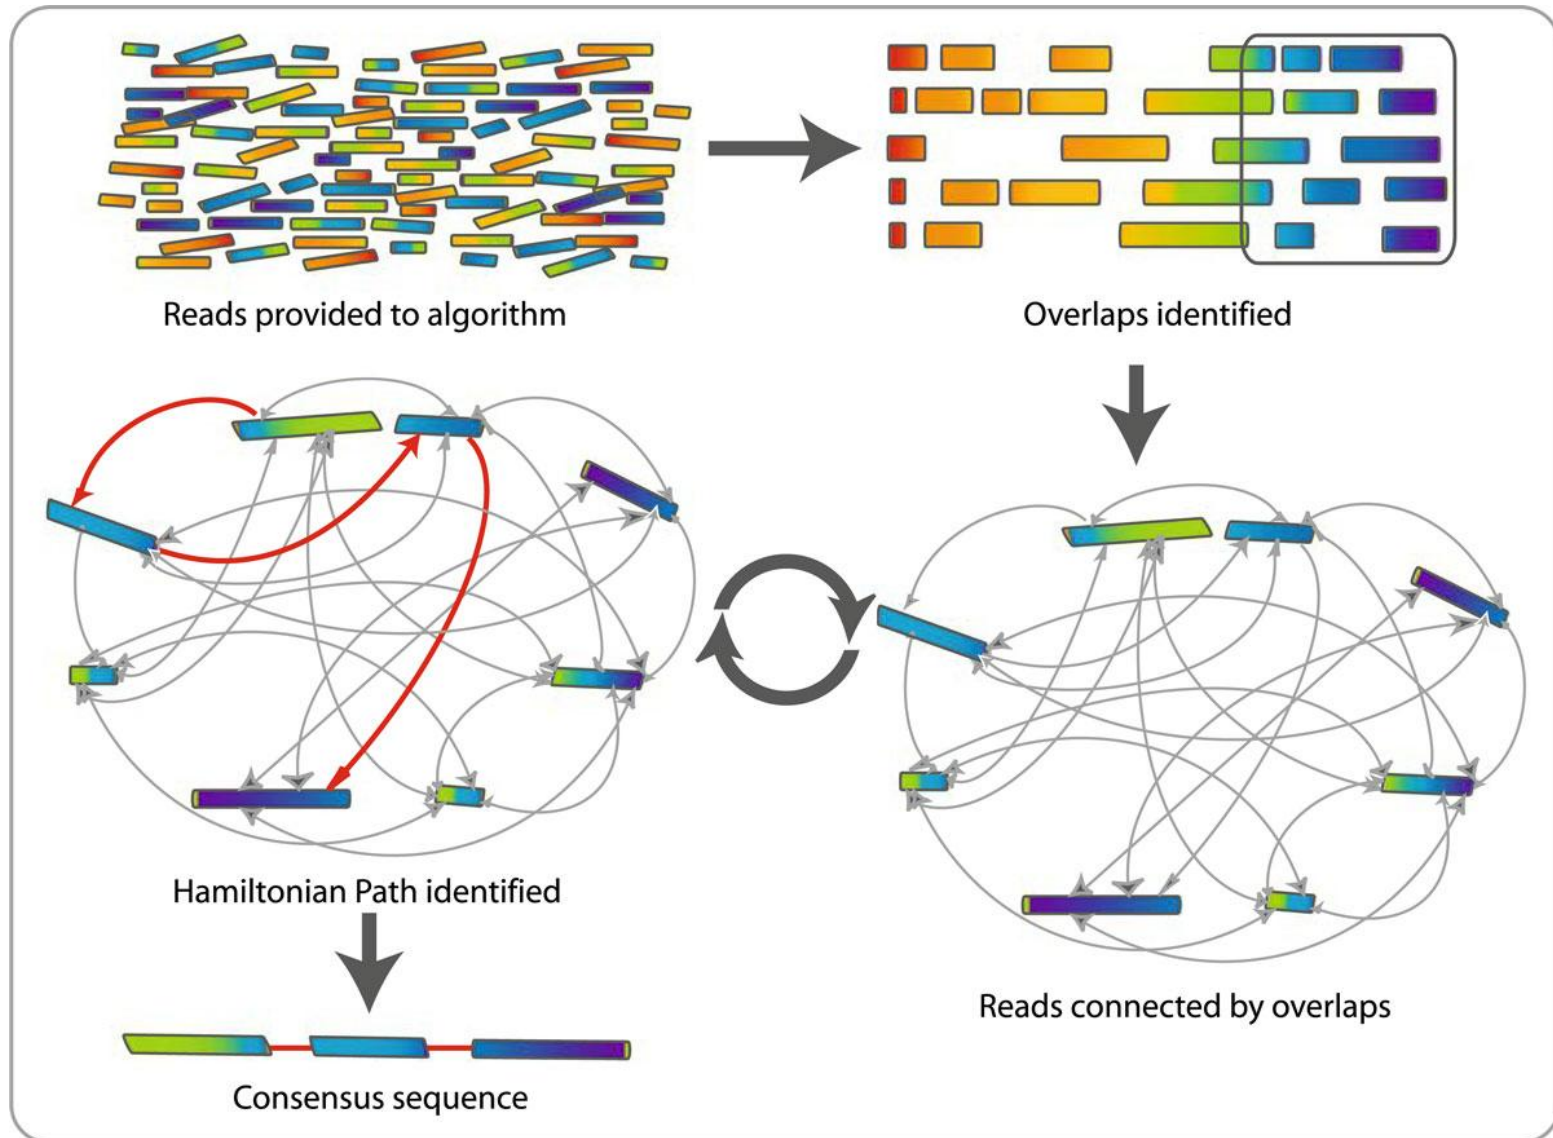 Reads provided to algorithm
Overlaps identified
Hamiltonian Path identified
Reads connected by overlaps
Consensus sequence